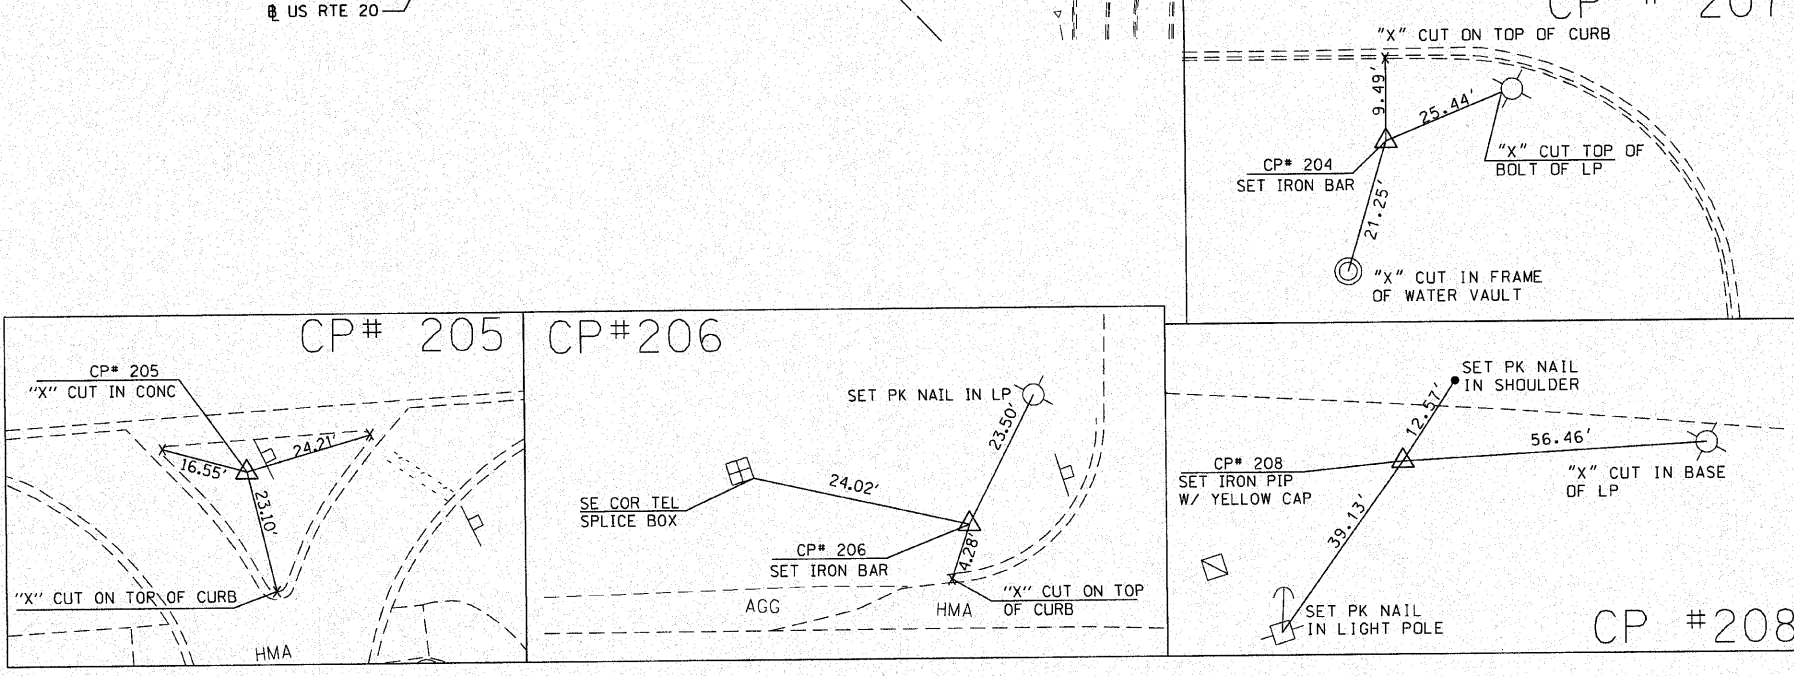 ℄ US RTE 20
CP # 207
"X" CUT ON TOP OF CURB
9.49'
25.44'
CP# 204
SET IRON BAR
"X" CUT TOP OF
BOLT OF LP
21.25'
"X" CUT IN FRAME
OF WATER VAULT
CP# 205
CP# 205
"X" CUT IN CONC
16.55'
24.21'
23.10'
"X" CUT ON TOP OF CURB
HMA
CP#206
SET PK NAIL IN LP
23.50'
24.02'
SE COR TEL
SPLICE BOX
CP# 206
SET IRON BAR
4.28'
"X" CUT ON TOP
OF CURB
AGG
HMA
SET PK NAIL
IN SHOULDER
12.57'
56.46'
CP# 208
SET IRON PIP
W/ YELLOW CAP
"X" CUT IN BASE
OF LP
39.13'
SET PK NAIL
IN LIGHT POLE
CP #208